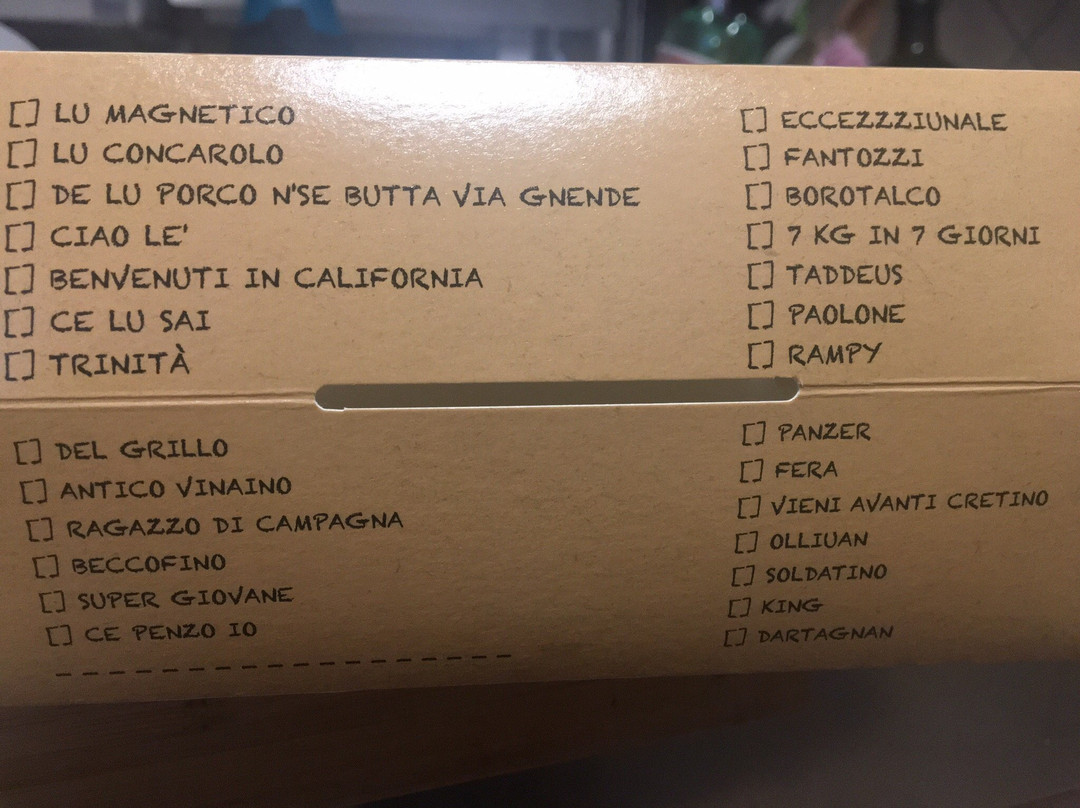 [] LU MAGNETICO
[] LU CONCAROLO
[] DE LU PORCO N'SE BUTTA VIA GNENDE
[] CIAO LE'
[] BENVENUTI IN CALIFORNIA
[] CE LU SAI
[] TRINITÀ
[] ECCEZZZIUNALE
[] FANTOZZI
[] BOROTALCO
[] 7 KG IN 7 GIORNI
[] TADDEUS
[] PAOLONE
[] RAMPY
[] DEL GRILLO
[] ANTICO VINAINO
[] RAGAZZO DI CAMPAGNA
[] BECCOFINO
[] SUPER GIOVANE
[] CE PENZO IO
[] PANZER
[] FERA
[] VIENI AVANTI CRETINO
[] OLLIUAN
[] SOLDATINO
[] KING
[] DARTAGNAN